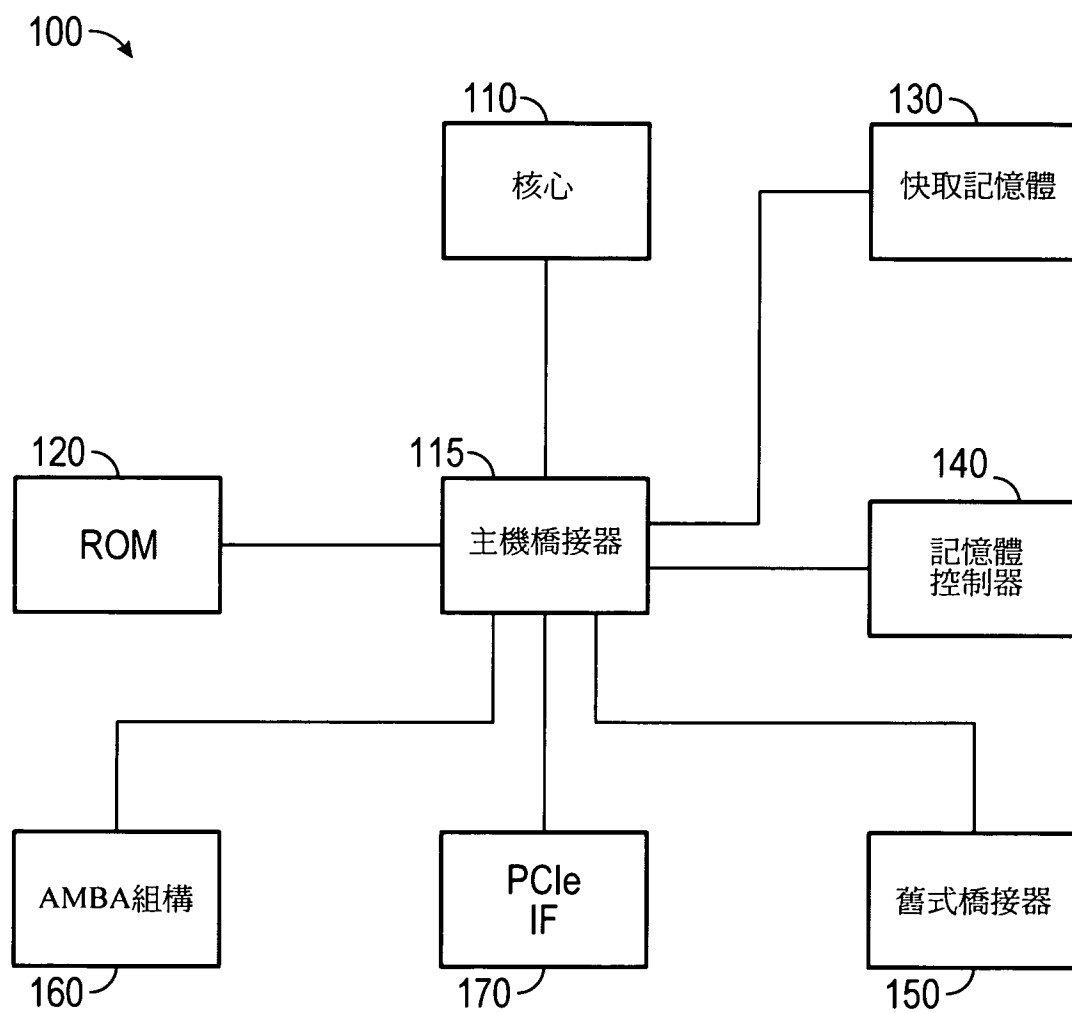 100
110
核心
130
快取記憶體
120
ROM
115
主機橋接器
140
記憶體
控制器
AMBA組構
160
PCIe
IF
170
舊式橋接器
150